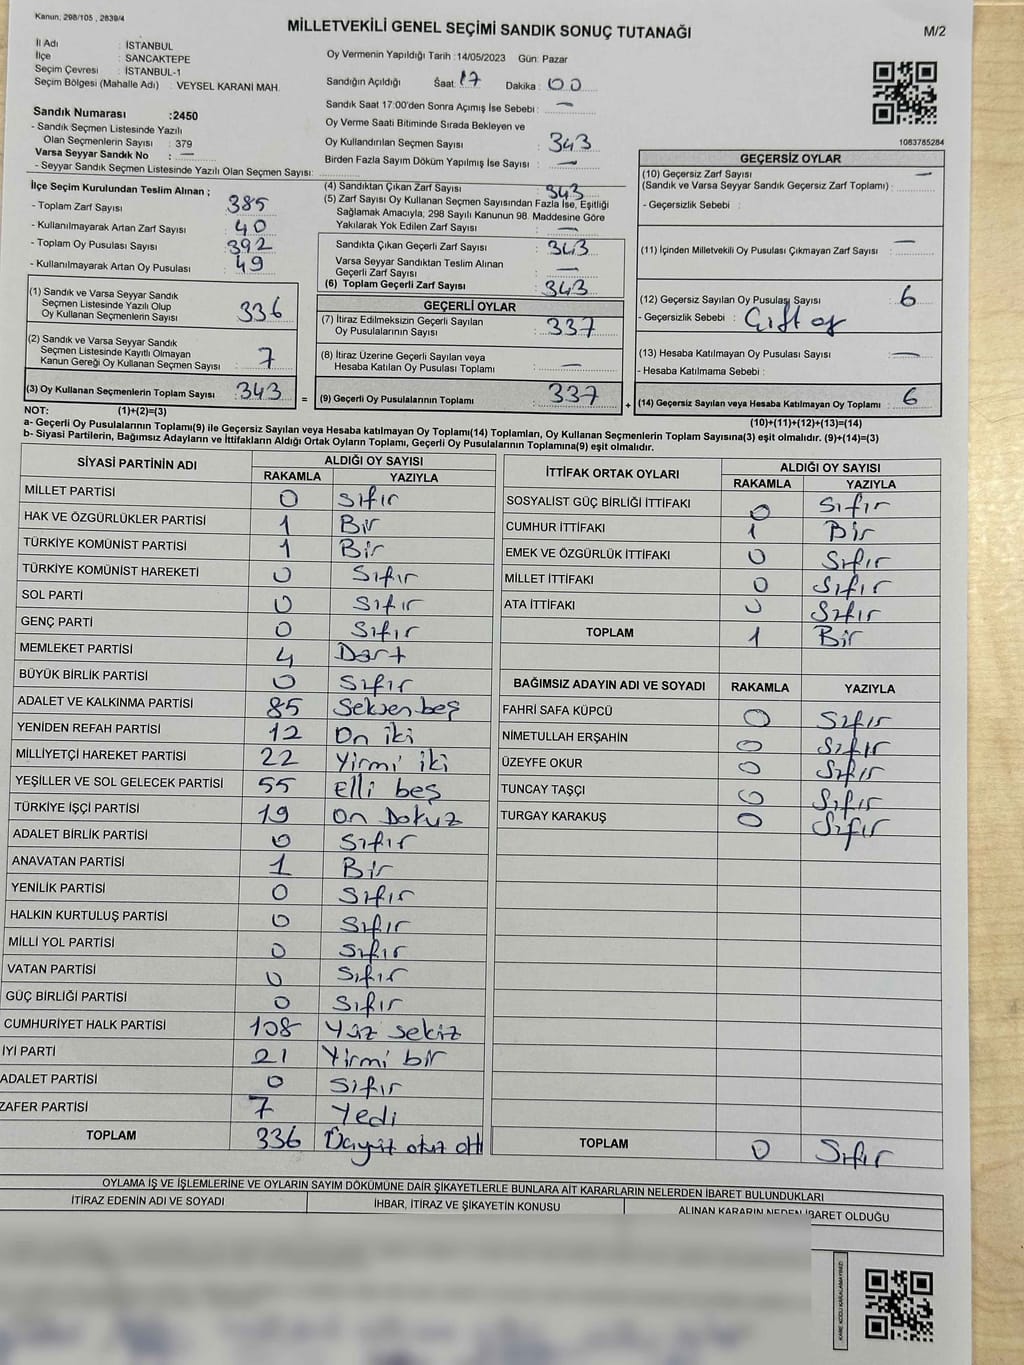 Kanun, 298/105 , 2839/4
MİLLETVEKİLİ GENEL SEÇİMİ SANDIK SONUÇ TUTANAĞI
M/2
İl Adı : İSTANBUL
İlçe : SANCAKTEPE
Seçim Çevresi : İSTANBUL-1
Seçim Bölgesi (Mahalle Adı) : VEYSEL KARANİ MAH.
Oy Vermenin Yapıldığı Tarih :14/05/2023 Gün: Pazar
Sandığın Açıldığı Saat: 17 Dakika : 00
Sandık Saat 17:00'den Sonra Açımış İse Sebebi : —
Oy Verme Saati Bitiminde Sırada Bekleyen ve
Oy Kullandırılan Seçmen Sayısı : 343
Birden Fazla Sayım Döküm Yapılmış İse Sayısı : —
1083765284
Sandık Numarası :2450
- Sandık Seçmen Listesinde Yazılı
Olan Seçmenlerin Sayısı : 379
Varsa Seyyar Sandık No : —
- Seyyar Sandık Seçmen Listesinde Yazılı Olan Seçmen Sayısı:
İlçe Seçim Kurulundan Teslim Alınan ;
- Toplam Zarf Sayısı : 385
- Kullanılmayarak Artan Zarf Sayısı : 40
- Toplam Oy Pusulası Sayısı : 392
- Kullanılmayarak Artan Oy Pusulası : 49
(1) Sandık ve Varsa Seyyar Sandık
Seçmen Listesinde Yazılı Olup
Oy Kullanan Seçmenlerin Sayısı : 336
(2) Sandık ve Varsa Seyyar Sandık
Seçmen Listesinde Kayıtlı Olmayan
Kanun Gereği Oy Kullanan Seçmen Sayısı : 7
(3) Oy Kullanan Seçmenlerin Toplam Sayısı : 343 =
(4) Sandıktan Çıkan Zarf Sayısı : 343
(5) Zarf Sayısı Oy Kullanan Seçmen Sayısından Fazla İse, Eşitliği
Sağlamak Amacıyla, 298 Sayılı Kanunun 98. Maddesine Göre
Yakılarak Yok Edilen Zarf Sayısı : —
Sandıkta Çıkan Geçerli Zarf Sayısı : 343
Varsa Seyyar Sandıktan Teslim Alınan
Geçerli Zarf Sayısı : —
(6) Toplam Geçerli Zarf Sayısı : 343
GEÇERLİ OYLAR
(7) İtiraz Edilmeksizin Geçerli Sayılan
Oy Pusulalarının Sayısı : 337
(8) İtiraz Üzerine Geçerli Sayılan veya
Hesaba Katılan Oy Pusulası Toplamı : —
(9) Geçerli Oy Pusulalarının Toplamı : 337 +
GEÇERSİZ OYLAR
(10) Geçersiz Zarf Sayısı —
(Sandık ve Varsa Seyyar Sandık Geçersiz Zarf Toplamı) :
- Geçersizlik Sebebi :
(11) İçinden Milletvekili Oy Pusulası Çıkmayan Zarf Sayısı : —
(12) Geçersiz Sayılan Oy Pusulası Sayısı : 6
- Geçersizlik Sebebi : Çift oy
(13) Hesaba Katılmayan Oy Pusulası Sayısı : —
- Hesaba Katılmama Sebebi :
(14) Geçersiz Sayılan veya Hesaba Katılmayan Oy Toplamı : 6
NOT: (1)+(2)=(3)
(10)+(11)+(12)+(13)=(14)
a- Geçerli Oy Pusulalarının Toplamı(9) ile Geçersiz Sayılan veya Hesaba katılmayan Oy Toplamı(14) Toplamları, Oy Kullanan Seçmenlerin Toplam Sayısına(3) eşit olmalıdır. (9)+(14)=(3)
b- Siyasi Partilerin, Bağımsız Adayların ve İttifakların Aldığı Ortak Oyların Toplamı, Geçerli Oy Pusulalarının Toplamına(9) eşit olmalıdır.
SİYASİ PARTİNİN ADI ALDIĞI OY SAYISI
RAKAMLA YAZIYLA
MİLLET PARTİSİ 0 Sıfır
HAK VE ÖZGÜRLÜKLER PARTİSİ 1 Bir
TÜRKİYE KOMÜNİST PARTİSİ 1 Bir
TÜRKİYE KOMÜNİST HAREKETİ 0 Sıfır
SOL PARTİ 0 Sıfır
GENÇ PARTİ 0 Sıfır
MEMLEKET PARTİSİ 4 Dört
BÜYÜK BİRLİK PARTİSİ 0 Sıfır
ADALET VE KALKINMA PARTİSİ 85 Seksen beş
YENİDEN REFAH PARTİSİ 12 On iki
MİLLİYETÇİ HAREKET PARTİSİ 22 Yirmi iki
YEŞİLLER VE SOL GELECEK PARTİSİ 55 Elli beş
TÜRKİYE İŞÇİ PARTİSİ 19 On Dokuz
ADALET BİRLİK PARTİSİ 0 Sıfır
ANAVATAN PARTİSİ 1 Bir
YENİLİK PARTİSİ 0 Sıfır
HALKIN KURTULUŞ PARTİSİ 0 Sıfır
MİLLİ YOL PARTİSİ 0 Sıfır
VATAN PARTİSİ 0 Sıfır
GÜÇ BİRLİĞİ PARTİSİ 0 Sıfır
CUMHURİYET HALK PARTİSİ 108 Yüz sekiz
İYİ PARTİ 21 Yirmi bir
ADALET PARTİSİ 0 Sıfır
ZAFER PARTİSİ 7 Yedi
TOPLAM 336
İTTİFAK ORTAK OYLARI ALDIĞI OY SAYISI
RAKAMLA YAZIYLA
SOSYALİST GÜÇ BİRLİĞİ İTTİFAKI 0 Sıfır
CUMHUR İTTİFAKI 1 Bir
EMEK VE ÖZGÜRLÜK İTTİFAKI 0 Sıfır
MİLLET İTTİFAKI 0 Sıfır
ATA İTTİFAKI 0 Sıfır
TOPLAM 1 Bir
BAĞIMSIZ ADAYIN ADI VE SOYADI RAKAMLA YAZIYLA
FAHRİ SAFA KÜPCÜ 0 Sıfır
NİMETULLAH ERŞAHİN 0 Sıfır
ÜZEYFE OKUR 0 Sıfır
TUNCAY TAŞÇI 0 Sıfır
TURGAY KARAKUŞ 0 Sıfır
TOPLAM 0 Sıfır
OYLAMA İŞ VE İŞLEMLERİNE VE OYLARIN SAYIM DÖKÜMÜNE DAİR ŞİKAYETLERLE BUNLARA AİT KARARLARIN NELERDEN İBARET BULUNDUKLARI
İTİRAZ EDENİN ADI VE SOYADI İHBAR, İTİRAZ VE ŞİKAYETİN KONUSU ALINAN KARARIN NEDEN İBARET OLDUĞU
KARE KODU KARALAMAYINIZ!